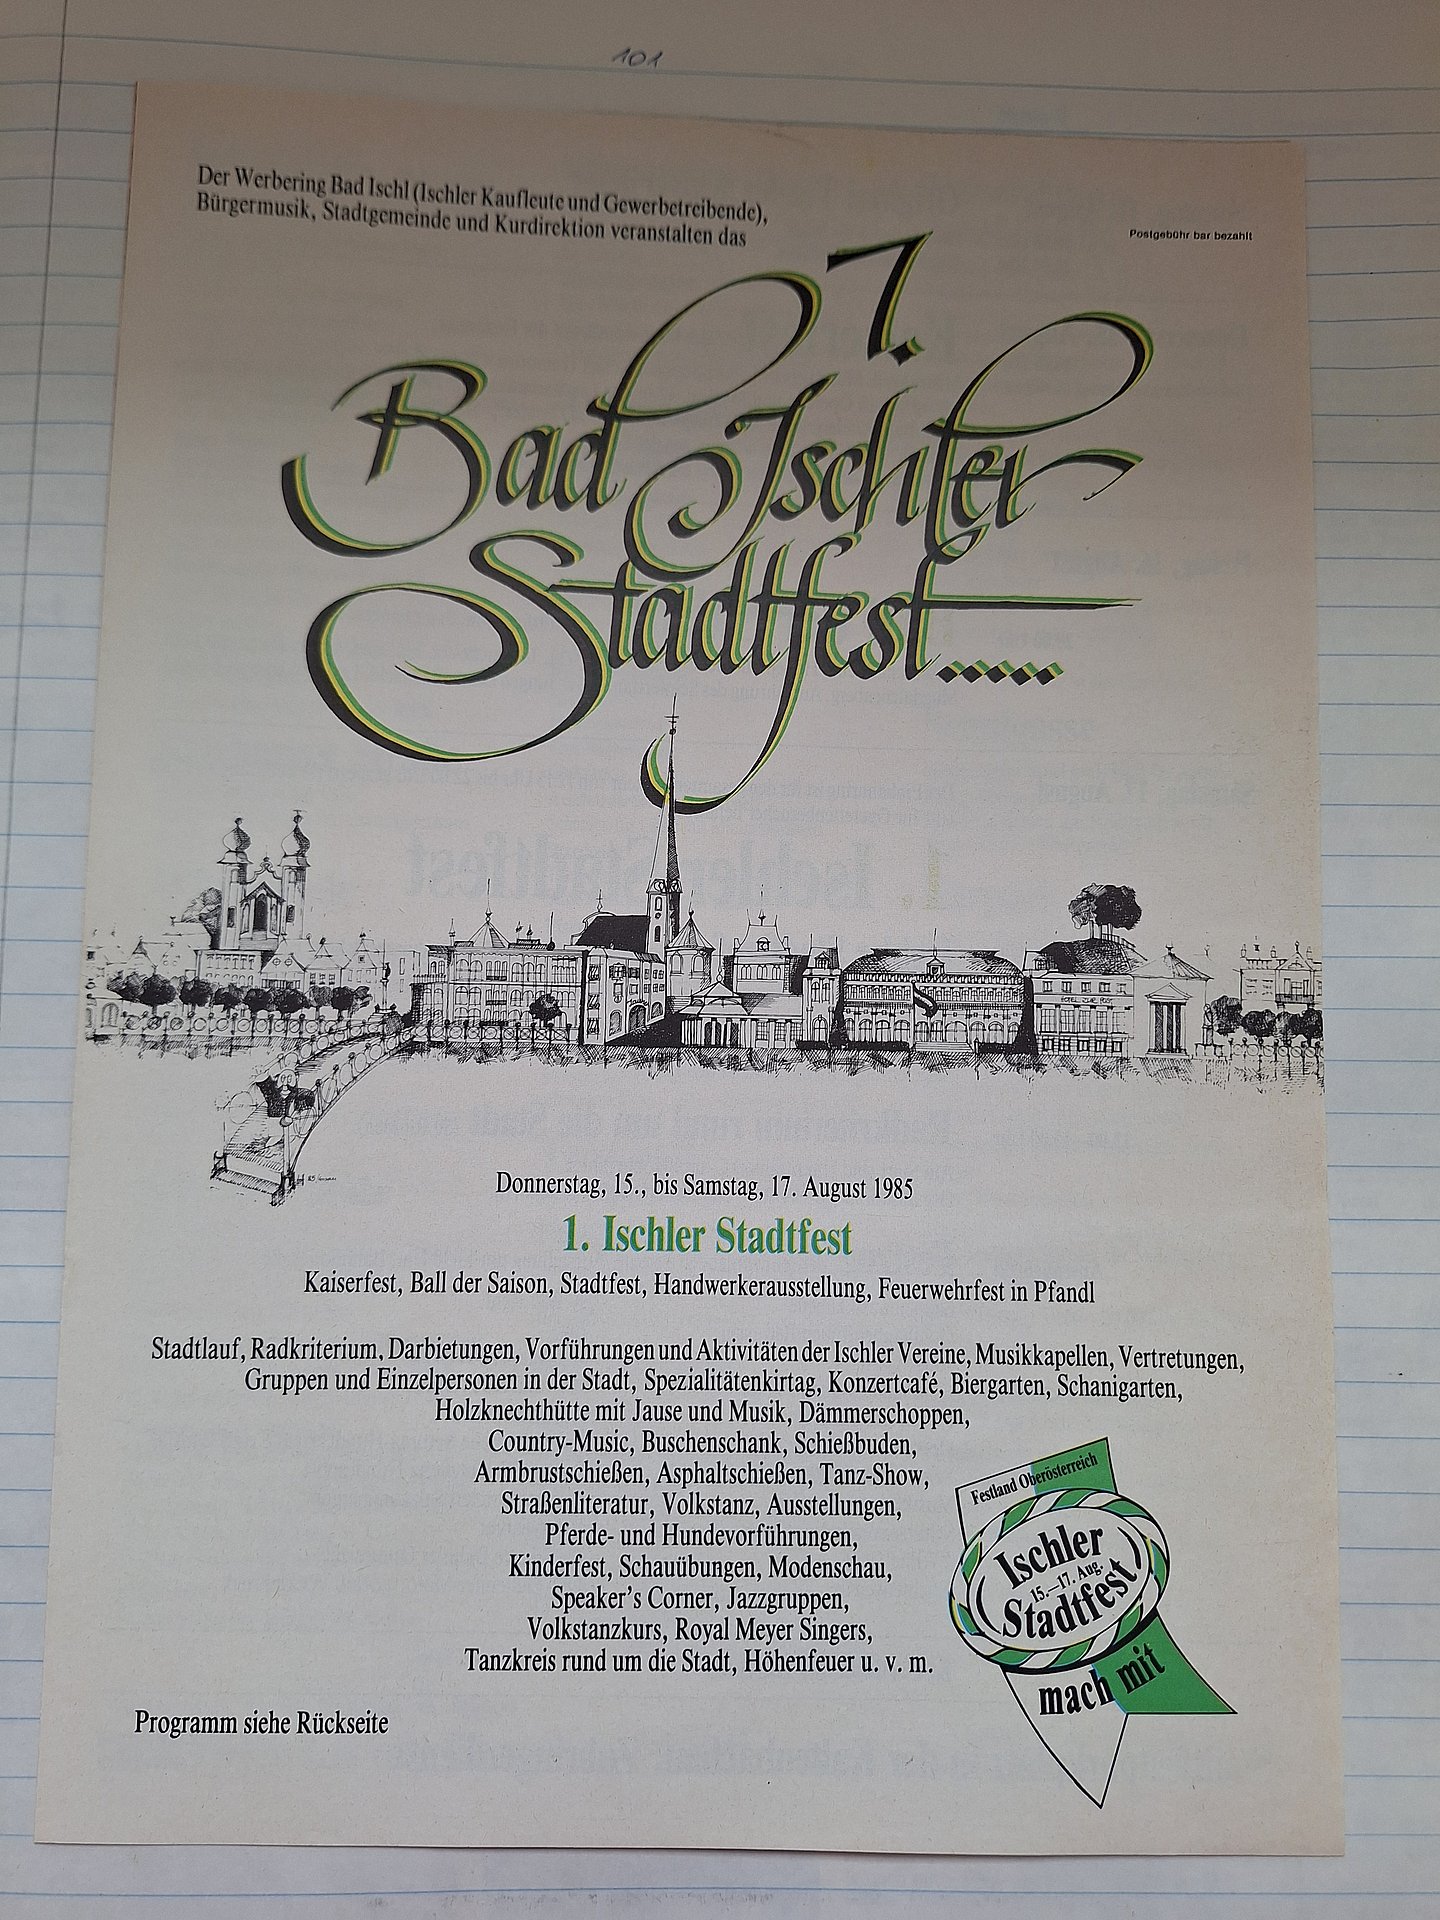 101
Der Werbering Bad Ischl (Ischler Kaufleute und Gewerbetreibende),
Bürgermusik, Stadtgemeinde und Kurdirektion veranstalten das
Postgebühr bar bezahlt
1.
Bad Ischler
Stadtfest.....
HOTEL ZUR POST
Donnerstag, 15., bis Samstag, 17. August 1985
1. Ischler Stadtfest
Kaiserfest, Ball der Saison, Stadtfest, Handwerkerausstellung, Feuerwehrfest in Pfandl
Stadtlauf, Radkriterium, Darbietungen, Vorführungen und Aktivitäten der Ischler Vereine, Musikkapellen, Vertretungen,
Gruppen und Einzelpersonen in der Stadt, Spezialitätenkirtag, Konzertcafé, Biergarten, Schanigarten,
Holzknechthütte mit Jause und Musik, Dämmerschoppen,
Country-Music, Buschenschank, Schießbuden,
Armbrustschießen, Asphaltschießen, Tanz-Show,
Straßenliteratur, Volkstanz, Ausstellungen,
Pferde- und Hundevorführungen,
Kinderfest, Schauübungen, Modenschau,
Speaker's Corner, Jazzgruppen,
Volkstanzkurs, Royal Meyer Singers,
Tanzkreis rund um die Stadt, Höhenfeuer u. v. m.
Festland Oberösterreich
Ischler
15.—17. Aug.
Stadtfest
mach mit
Programm siehe Rückseite